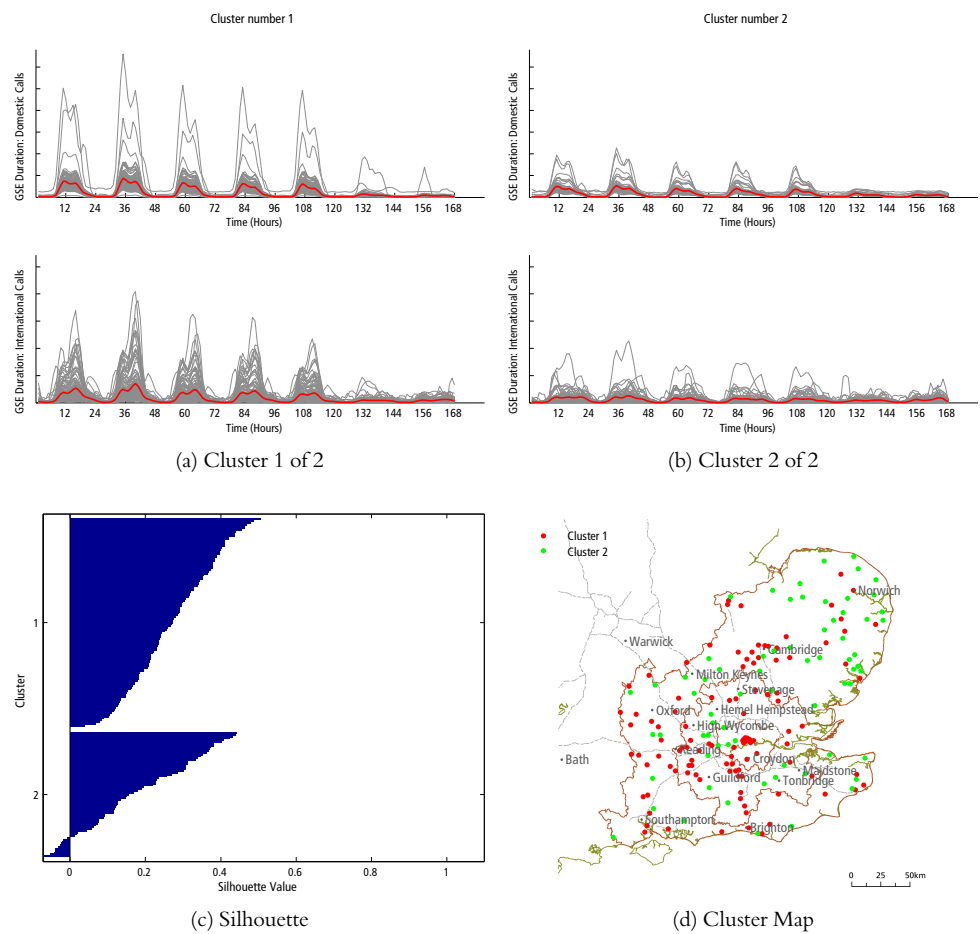 Cluster number 1
GSE Duration: Domestic Calls
12 24 36 48 60 72 84 96 108 120 132 144 156 168
Time (Hours)
GSE Duration: International Calls
12 24 36 48 60 72 84 96 108 120 132 144 156 168
Time (Hours)
(a) Cluster 1 of 2
Cluster number 2
GSE Duration: Domestic Calls
12 24 36 48 60 72 84 96 108 120 132 144 156 168
Time (Hours)
GSE Duration: International Calls
12 24 36 48 60 72 84 96 108 120 132 144 156 168
Time (Hours)
(b) Cluster 2 of 2
Cluster
1
2
0 0.2 0.4 0.6 0.8 1
Silhouette Value
(c) Silhouette
Cluster 1
Cluster 2
Norwich
Warwick
Cambridge
Milton Keynes
Stevenage
Oxford
Hemel Hempstead
High Wycombe
Bath
Reading
Croydon
Maidstone
Guildford
Tonbridge
Southampton
Brighton
0 25 50km
(d) Cluster Map